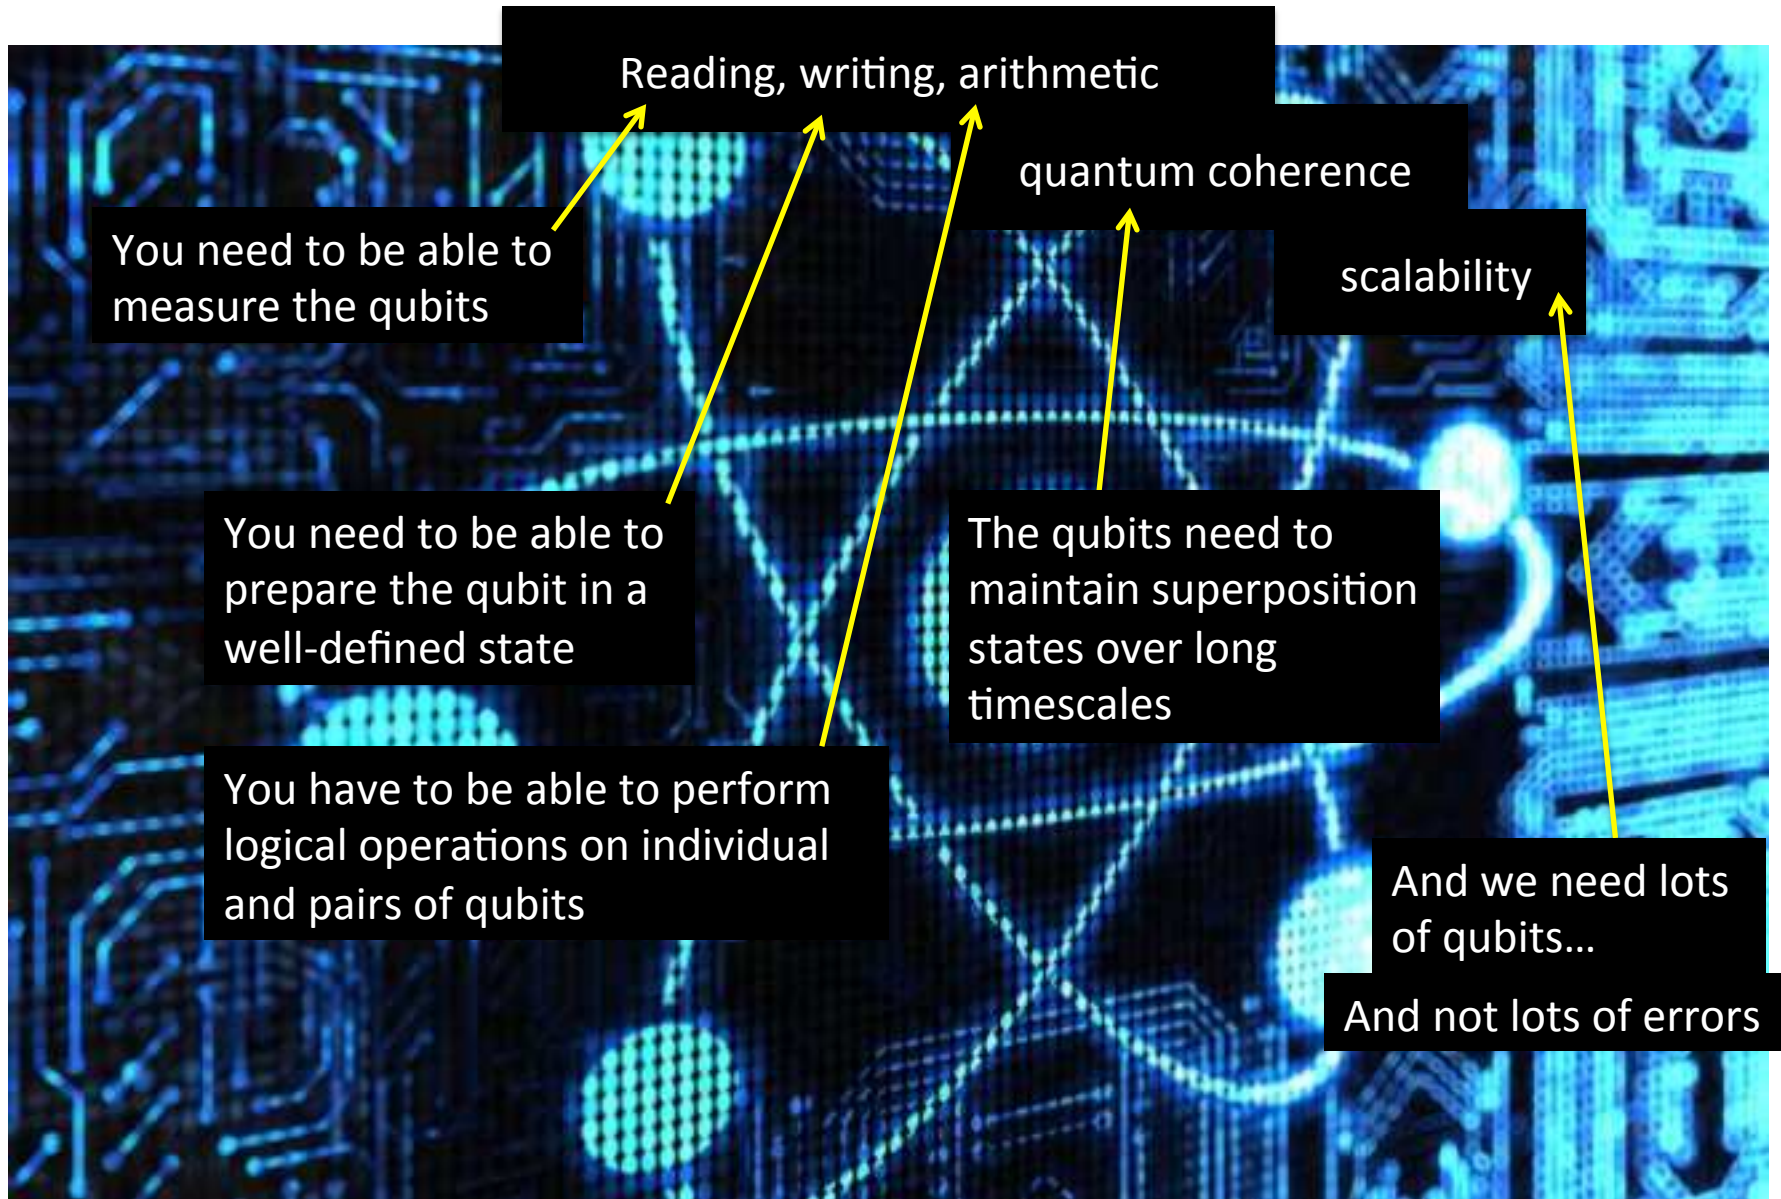 Reading, writing, arithmetic
quantum coherence
scalability
You need to be able to
measure the qubits
You need to be able to
prepare the qubit in a
well-defined state
The qubits need to
maintain superposition
states over long
timescales
You have to be able to perform
logical operations on individual
and pairs of qubits
And we need lots
of qubits…
And not lots of errors